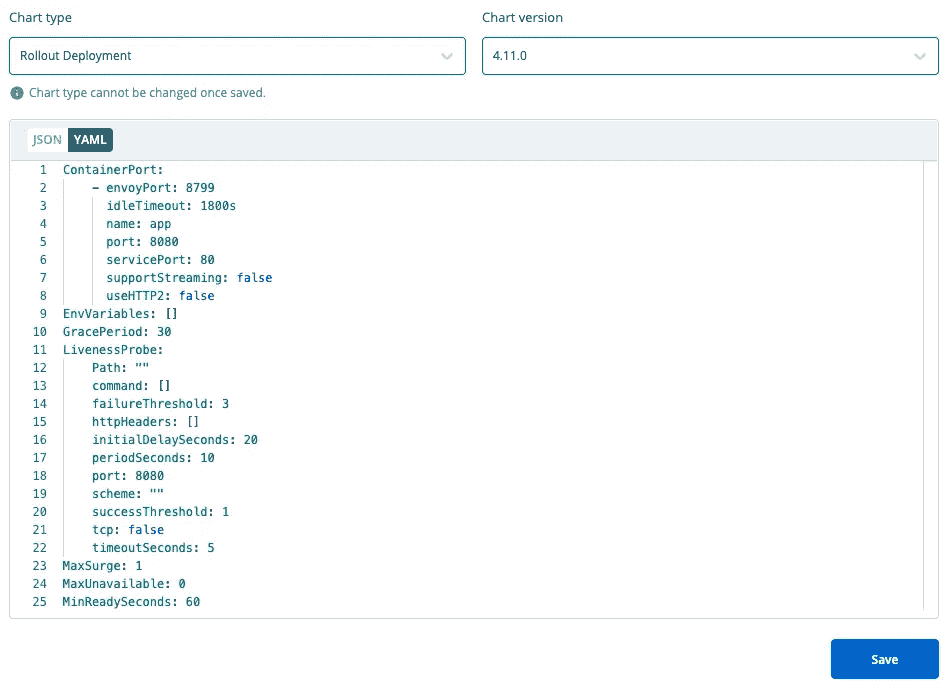 Chart type
Chart version
Rollout Deployment
4.11.0
Chart type cannot be changed once saved.
JSON YAML
1 ContainerPort:
2 - envoyPort: 8799
3 idleTimeout: 1800s
4 name: app
5 port: 8080
6 servicePort: 80
7 supportStreaming: false
8 useHTTP2: false
9 EnvVariables: []
10 GracePeriod: 30
11 LivenessProbe:
12 Path: ""
13 command: []
14 failureThreshold: 3
15 httpHeaders: []
16 initialDelaySeconds: 20
17 periodSeconds: 10
18 port: 8080
19 scheme: ""
20 successThreshold: 1
21 tcp: false
22 timeoutSeconds: 5
23 MaxSurge: 1
24 MaxUnavailable: 0
25 MinReadySeconds: 60
Save